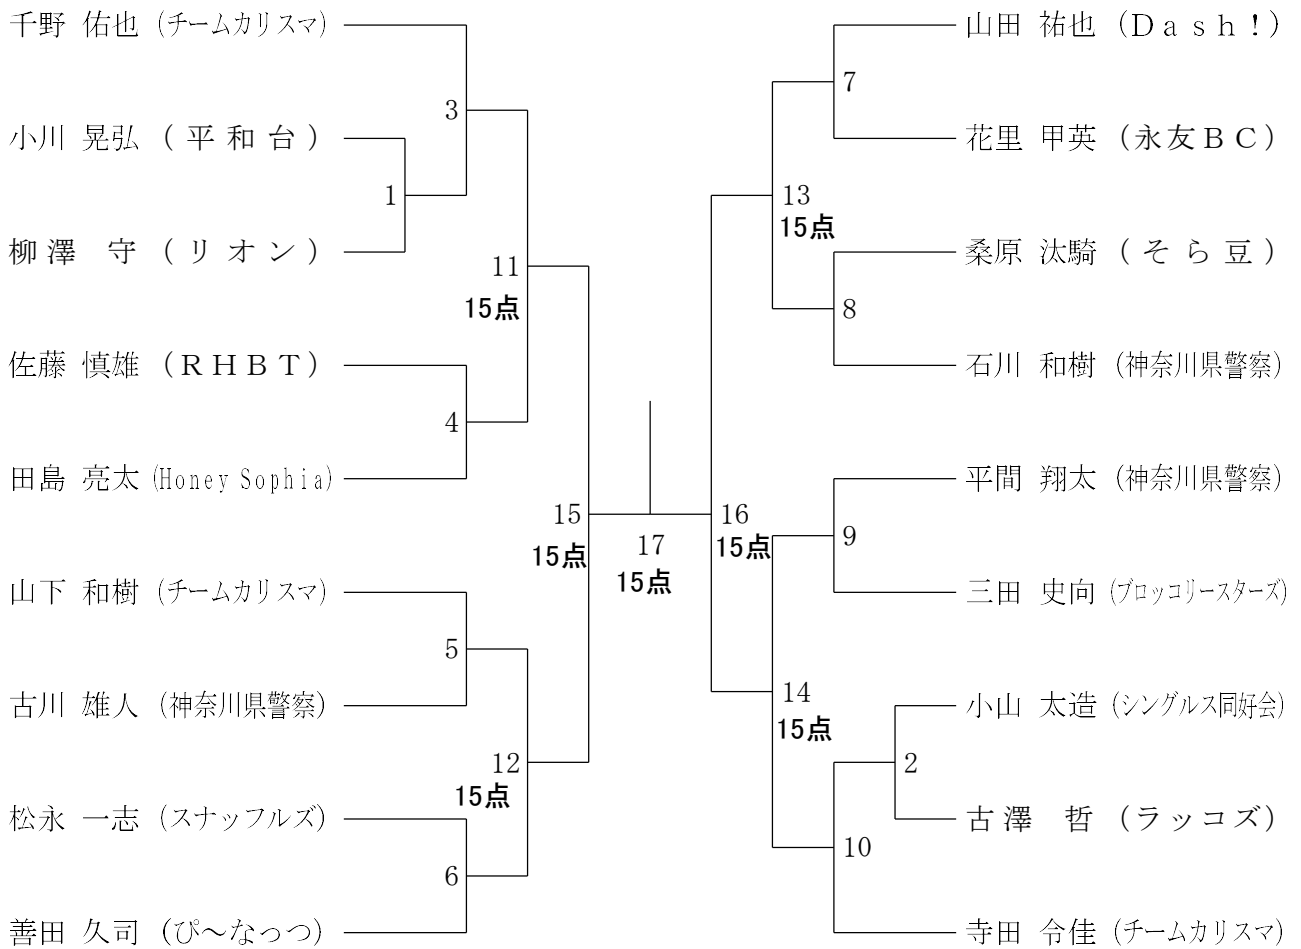 千野 佑也 (チームカリスマ)
3
小川 晃弘 (平和台)
1
柳澤 守 (リオン)
11
15点
佐藤 慎雄 (ＲＨＢＴ)
4
田島 亮太 (Honey Sophia)
15
15点
山下 和樹 (チームカリスマ)
5
古川 雄人 (神奈川県警察)
12
15点
松永 一志 (スナッフルズ)
6
善田 久司 (ぴ～なっつ)
17
15点
山田 祐也 (Ｄａｓｈ！)
7
花里 甲英 (永友ＢＣ)
13
15点
桑原 汰騎 (そら豆)
8
石川 和樹 (神奈川県警察)
16
15点
平間 翔太 (神奈川県警察)
9
三田 史向 (ブロッコリースターズ)
14
15点
小山 太造 (シングルス同好会)
2
古澤 哲 (ラッコズ)
10
寺田 令佳 (チームカリスマ)